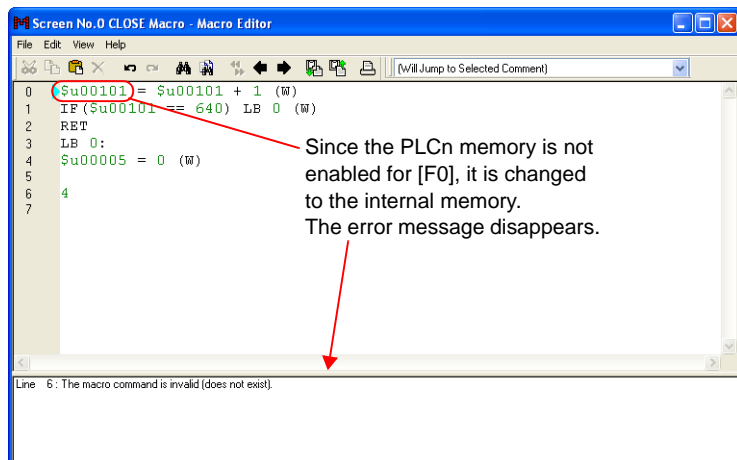 Screen No.0 CLOSE Macro - Macro Editor
File Edit View Help
(Will Jump to Selected Comment)
0 $u00101 = $u00101 + 1 (W)
1 IF($u00101 == 640) LB 0 (W)
2 RET
3 LB 0:
4 $u00005 = 0 (W)
5
6 4
7
Since the PLCn memory is not
enabled for [F0], it is changed
to the internal memory.
The error message disappears.
Line 6 : The macro command is invalid (does not exist).